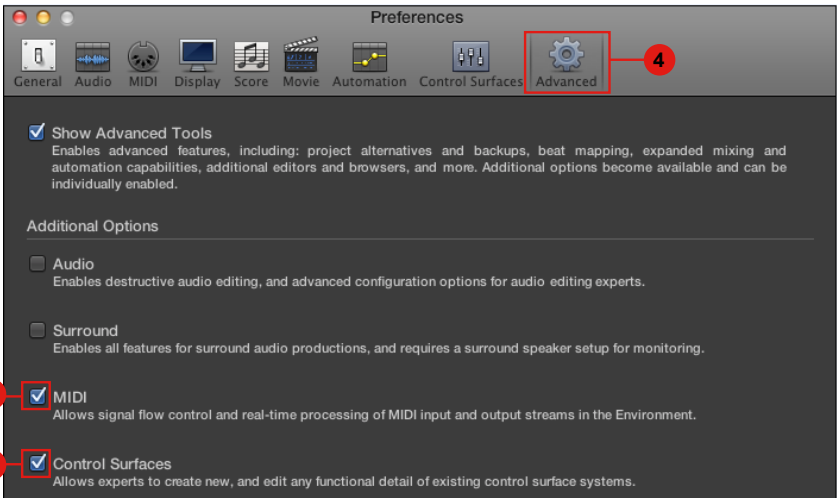 Preferences
General Audio MIDI Display Score Movie Automation Control Surfaces Advanced
4
Show Advanced Tools
Enables advanced features, including: project alternatives and backups, beat mapping, expanded mixing and
automation capabilities, additional editors and browsers, and more. Additional options become available and can be
individually enabled.
Additional Options
Audio
Enables destructive audio editing, and advanced configuration options for audio editing experts.
Surround
Enables all features for surround audio productions, and requires a surround speaker setup for monitoring.
MIDI
Allows signal flow control and real-time processing of MIDI input and output streams in the Environment.
Control Surfaces
Allows experts to create new, and edit any functional detail of existing control surface systems.